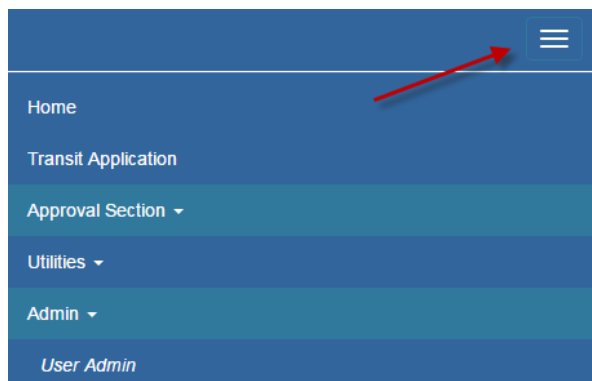 Home
Transit Application
Approval Section
Utilities
Admin
User Admin